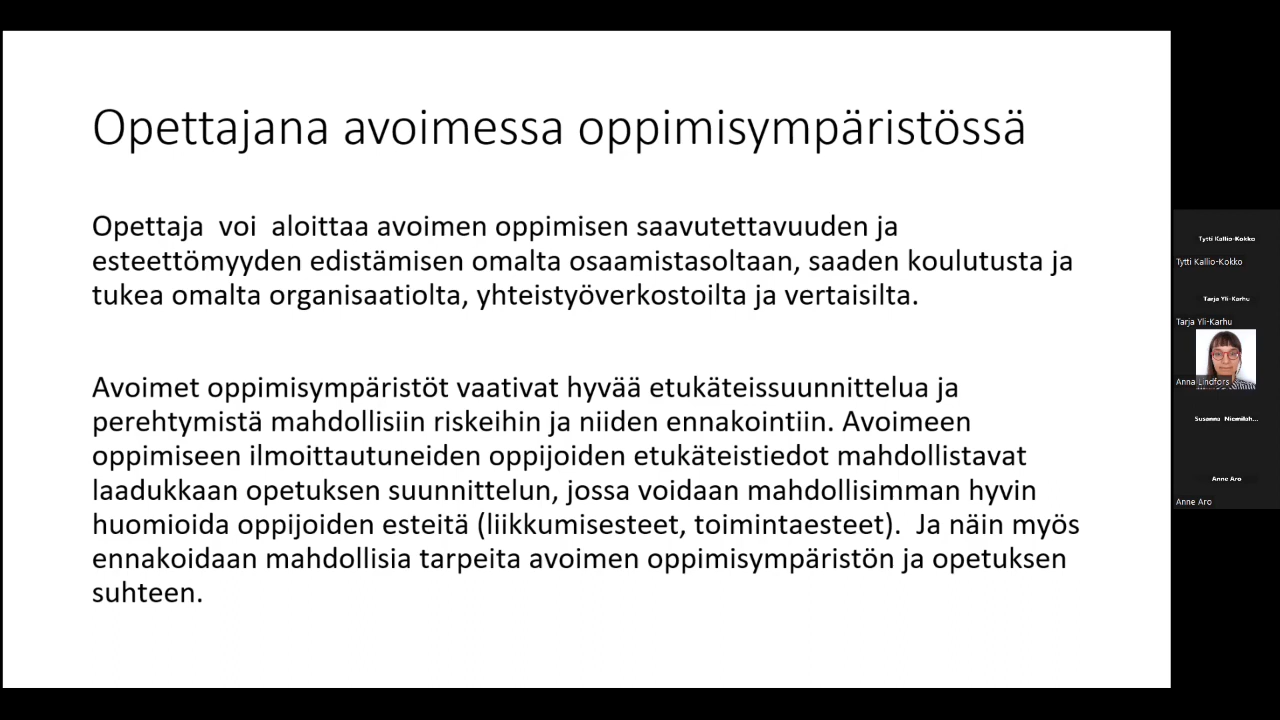 Opettajana avoimessa oppimisympäristössä
Opettaja voi aloittaa avoimen oppimisen saavutettavuuden ja
esteettömyyden edistämisen omalta osaamistasoltaan, saaden koulutusta ja
tukea omalta organisaatiolta, yhteistyöverkostoilta ja vertaisilta.
Avoimet oppimisympäristöt vaativat hyvää etukäteissuunnittelua ja
perehtymistä mahdollisiin riskeihin ja niiden ennakointiin. Avoimeen
oppimiseen ilmoittautuneiden oppijoiden etukäteistiedot mahdollistavat
laadukkaan opetuksen suunnittelun, jossa voidaan mahdollisimman hyvin
huomioida oppijoiden esteitä (liikkumisesteet, toimintaesteet). Ja näin myös
ennakoidaan mahdollisia tarpeita avoimen oppimisympäristön ja opetuksen
suhteen.
Tytti Kallio-Kokko
Tytti Kallio-Kokko
Tarja Yli-Karhu
Tarja Yli-Karhu
Anna Lindfors
Susanna Niemiläh...
Anne Aro
Anne Aro